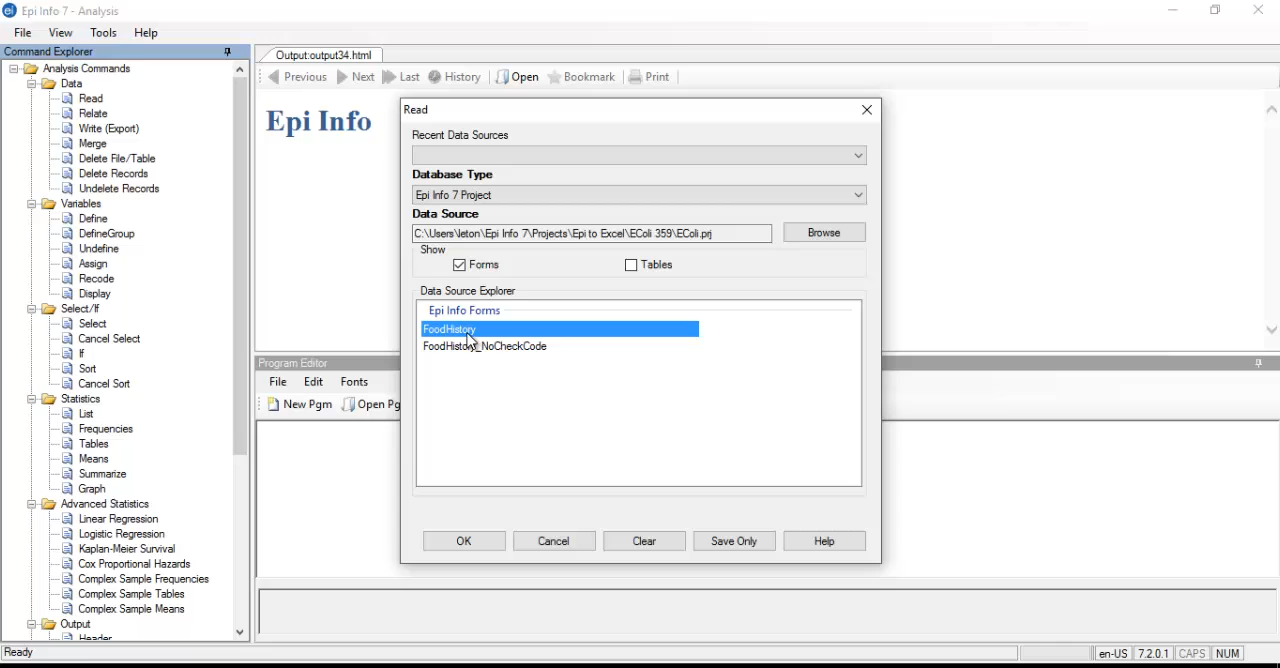 ei Epi Info 7 - Analysis
File View Tools Help
Command Explorer
Analysis Commands
Data
Read
Relate
Write (Export)
Merge
Delete File/Table
Delete Records
Undelete Records
Variables
Define
DefineGroup
Undefine
Assign
Recode
Display
Select/If
Select
Cancel Select
If
Sort
Cancel Sort
Statistics
List
Frequencies
Tables
Means
Summarize
Graph
Advanced Statistics
Linear Regression
Logistic Regression
Kaplan-Meier Survival
Cox Proportional Hazards
Complex Sample Frequencies
Complex Sample Tables
Complex Sample Means
Output
Header
Output:output34.html
Previous Next Last History Open Bookmark Print
Epi Info
Read
Recent Data Sources
Database Type
Epi Info 7 Project
Data Source
C:\Users\leton\Epi Info 7\Projects\Epi to Excel\EColi 359\EColi.prj
Browse
Show
Forms Tables
Data Source Explorer
Epi Info Forms
FoodHistory
FoodHistory_NoCheckCode
OK Cancel Clear Save Only Help
Program Editor
File Edit Fonts
New Pgm Open Pg
Ready
en-US 7.2.0.1 CAPS NUM